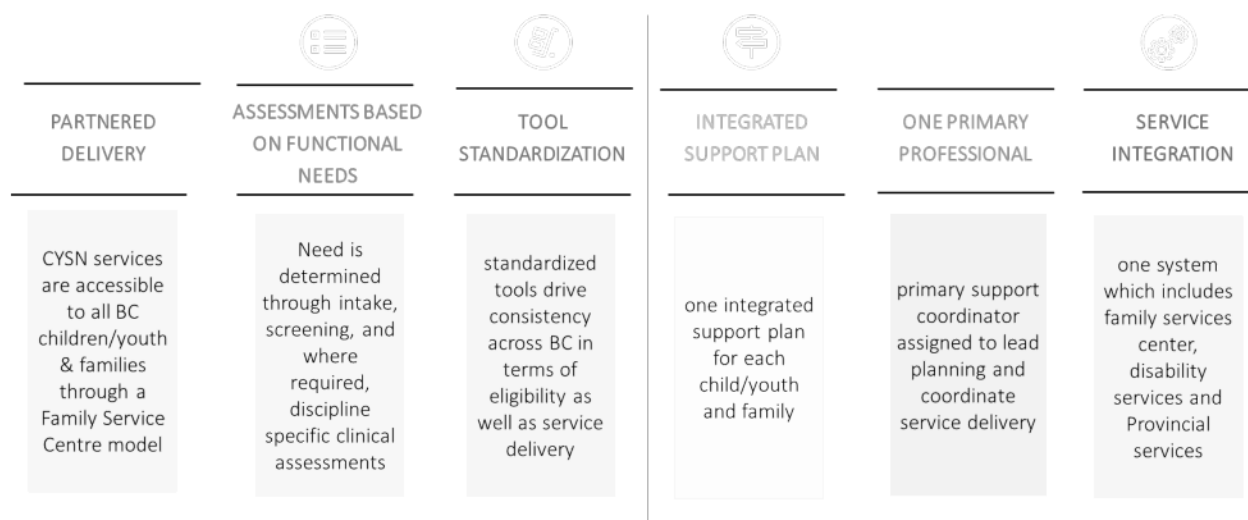 PARTNERED
DELIVERY
CYSN services
are accessible
to all BC
children/youth
& families
through a
Family Service
Centre model
ASSESSMENTS BASED
ON FUNCTIONAL
NEEDS
Need is
determined
through intake,
screening, and
where
required,
discipline
specific clinical
assessments
TOOL
STANDARDIZATION
standardized
tools drive
consistency
across BC in
terms of
eligibility as
well as service
delivery
INTEGRATED
SUPPORT PLAN
one integrated
support plan
for each
child/youth
and family
ONE PRIMARY
PROFESSIONAL
primary support
coordinator
assigned to lead
planning and
coordinate
service delivery
SERVICE
INTEGRATION
one system
which includes
family services
center,
disability
services and
Provincial
services